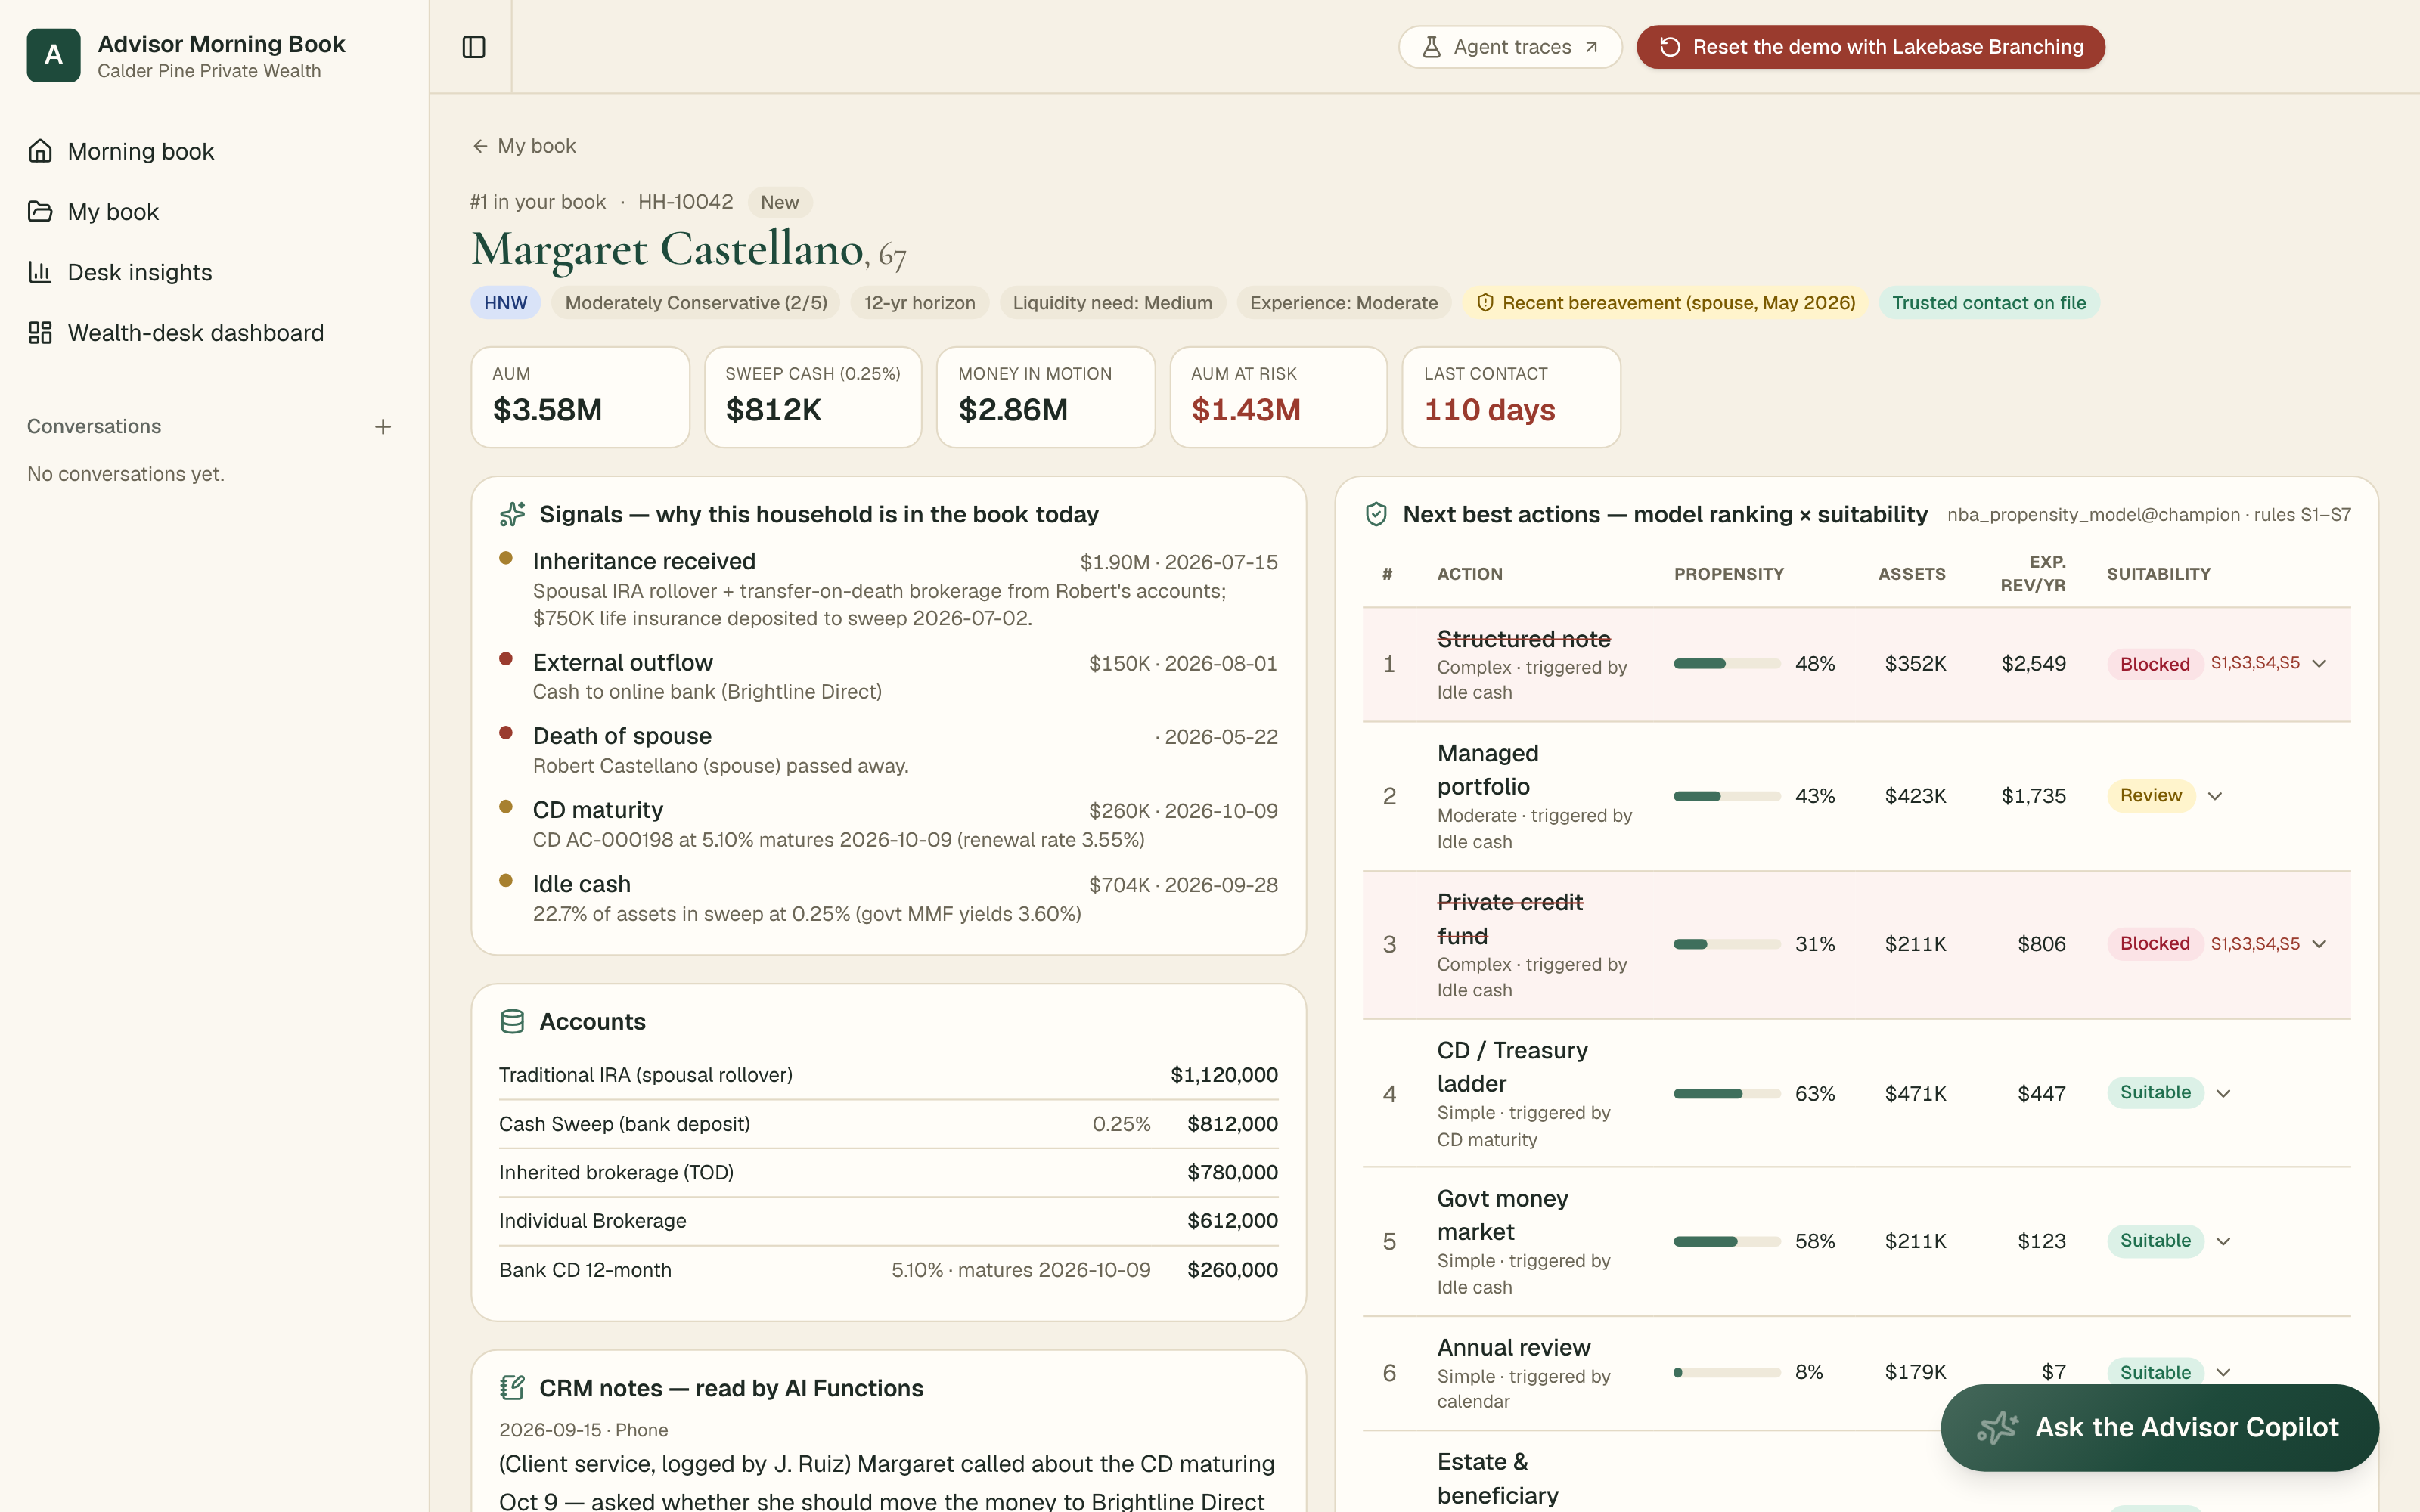 A
Advisor Morning Book
Calder Pine Private Wealth
Morning book
My book
Desk insights
Wealth-desk dashboard
Conversations
No conversations yet.
Agent traces
Reset the demo with Lakebase Branching
My book
#1 in your book · HH-10042 New
Margaret Castellano, 67
HNW Moderately Conservative (2/5) 12-yr horizon Liquidity need: Medium Experience: Moderate Recent bereavement (spouse, May 2026) Trusted contact on file
AUM
$3.58M
SWEEP CASH (0.25%)
$812K
MONEY IN MOTION
$2.86M
AUM AT RISK
$1.43M
LAST CONTACT
110 days
Signals — why this household is in the book today
Inheritance received $1.90M · 2026-07-15
Spousal IRA rollover + transfer-on-death brokerage from Robert's accounts;
$750K life insurance deposited to sweep 2026-07-02.
External outflow $150K · 2026-08-01
Cash to online bank (Brightline Direct)
Death of spouse · 2026-05-22
Robert Castellano (spouse) passed away.
CD maturity $260K · 2026-10-09
CD AC-000198 at 5.10% matures 2026-10-09 (renewal rate 3.55%)
Idle cash $704K · 2026-09-28
22.7% of assets in sweep at 0.25% (govt MMF yields 3.60%)
Accounts
Traditional IRA (spousal rollover) $1,120,000
Cash Sweep (bank deposit) 0.25% $812,000
Inherited brokerage (TOD) $780,000
Individual Brokerage $612,000
Bank CD 12-month 5.10% · matures 2026-10-09 $260,000
CRM notes — read by AI Functions
2026-09-15 · Phone
(Client service, logged by J. Ruiz) Margaret called about the CD maturing
Oct 9 — asked whether she should move the money to Brightline Direct
Next best actions — model ranking × suitability nba_propensity_model@champion · rules S1–S7
# ACTION PROPENSITY ASSETS EXP. REV/YR SUITABILITY
1 Structured note 48% $352K $2,549 Blocked S1,S3,S4,S5
Complex · triggered by
Idle cash
2 Managed
portfolio 43% $423K $1,735 Review
Moderate · triggered by
Idle cash
3 Private credit
fund 31% $211K $806 Blocked S1,S3,S4,S5
Complex · triggered by
Idle cash
4 CD / Treasury
ladder 63% $471K $447 Suitable
Simple · triggered by
CD maturity
5 Govt money
market 58% $211K $123 Suitable
Simple · triggered by
Idle cash
6 Annual review 8% $179K $7 Suitable
Simple · triggered by
calendar
Estate &
beneficiary
Ask the Advisor Copilot